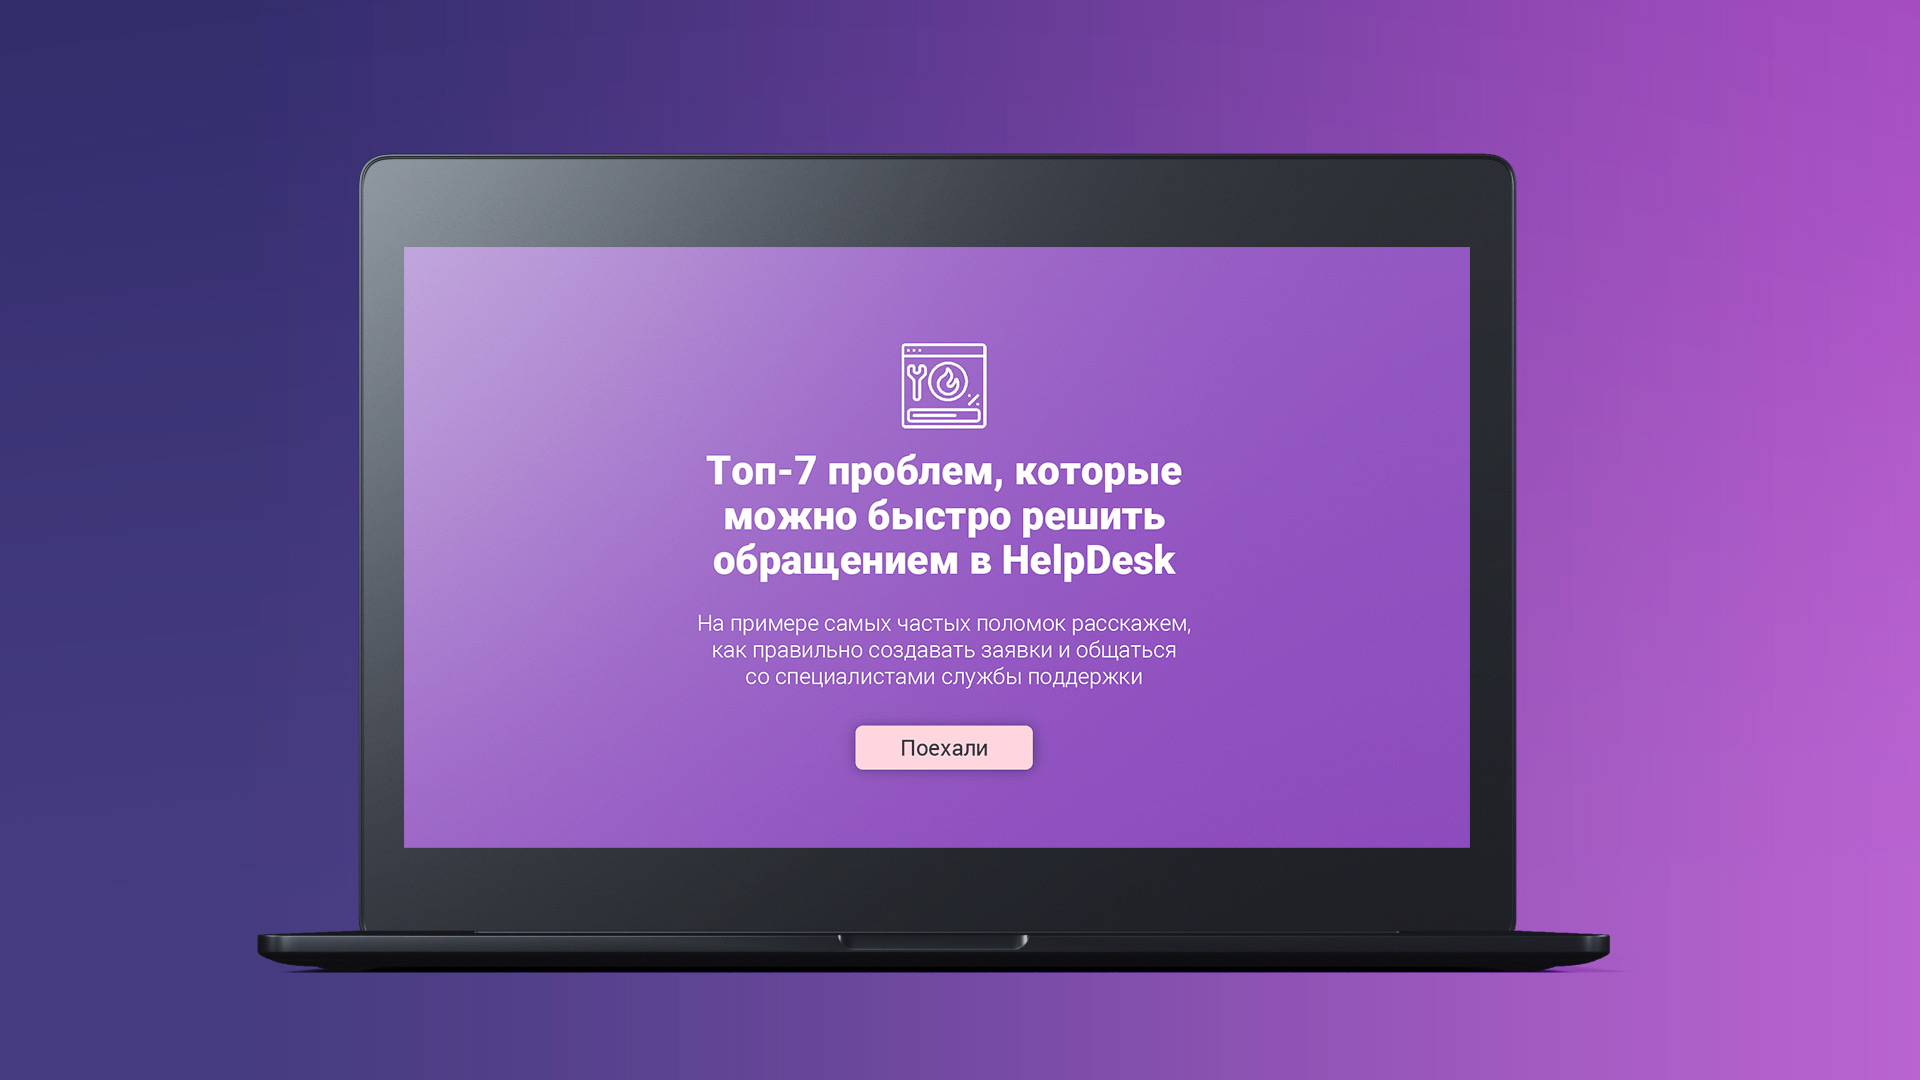 Топ-7 проблем, которые
можно быстро решить
обращением в HelpDesk
На примере самых частых поломок расскажем,
как правильно создавать заявки и общаться
со специалистами службы поддержки
Поехали